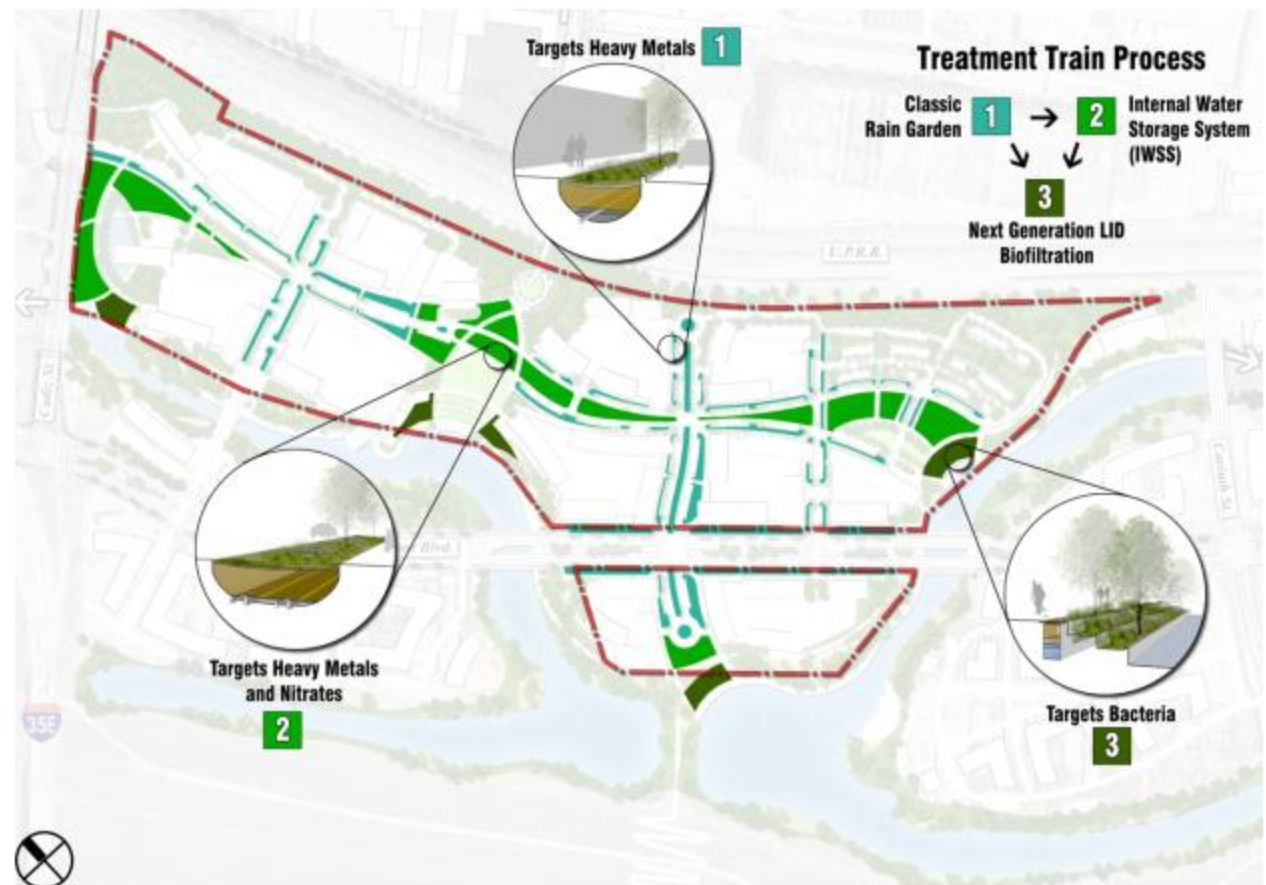 Targets Heavy Metals 1
Treatment Train Process
Classic
Rain Garden
1
2
Internal Water
Storage System
(IWSS)
3
Next Generation LID
Biofiltration
Targets Heavy Metals
and Nitrates
2
Targets Bacteria
3
35E
Blvd.